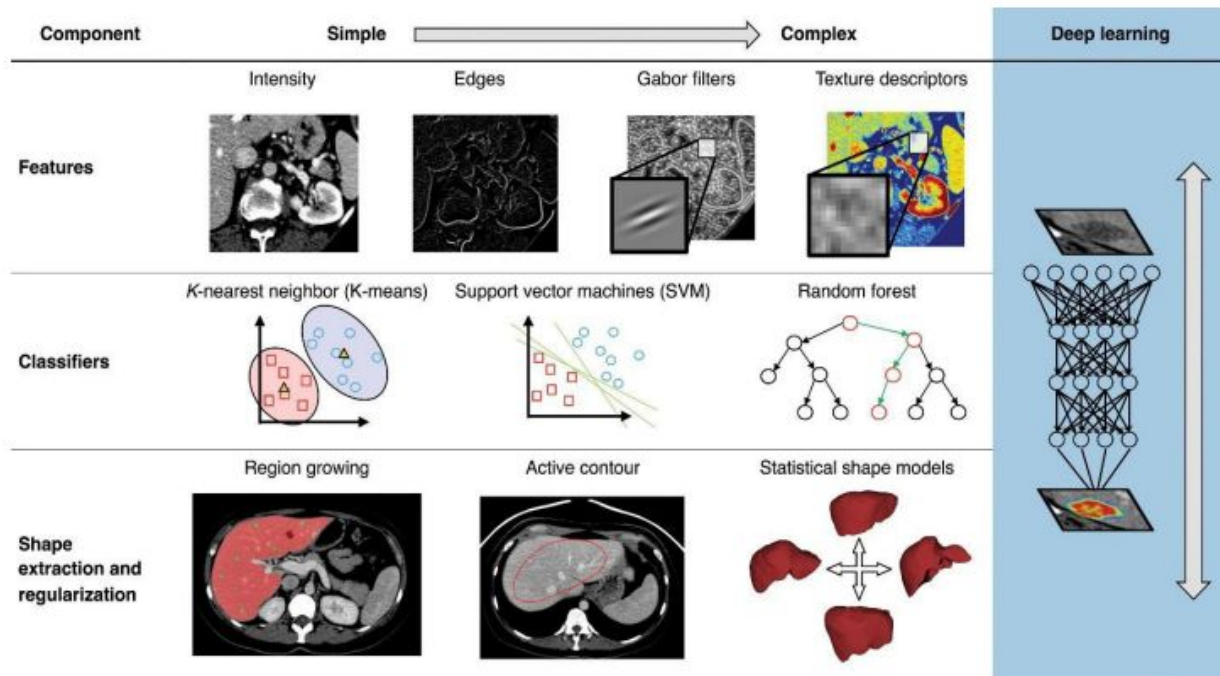 Component
Simple
Complex
Deep learning
Intensity
Edges
Gabor filters
Texture descriptors
Features
K-nearest neighbor (K-means)
Support vector machines (SVM)
Random forest
Classifiers
Region growing
Active contour
Statistical shape models
Shape
extraction and
regularization